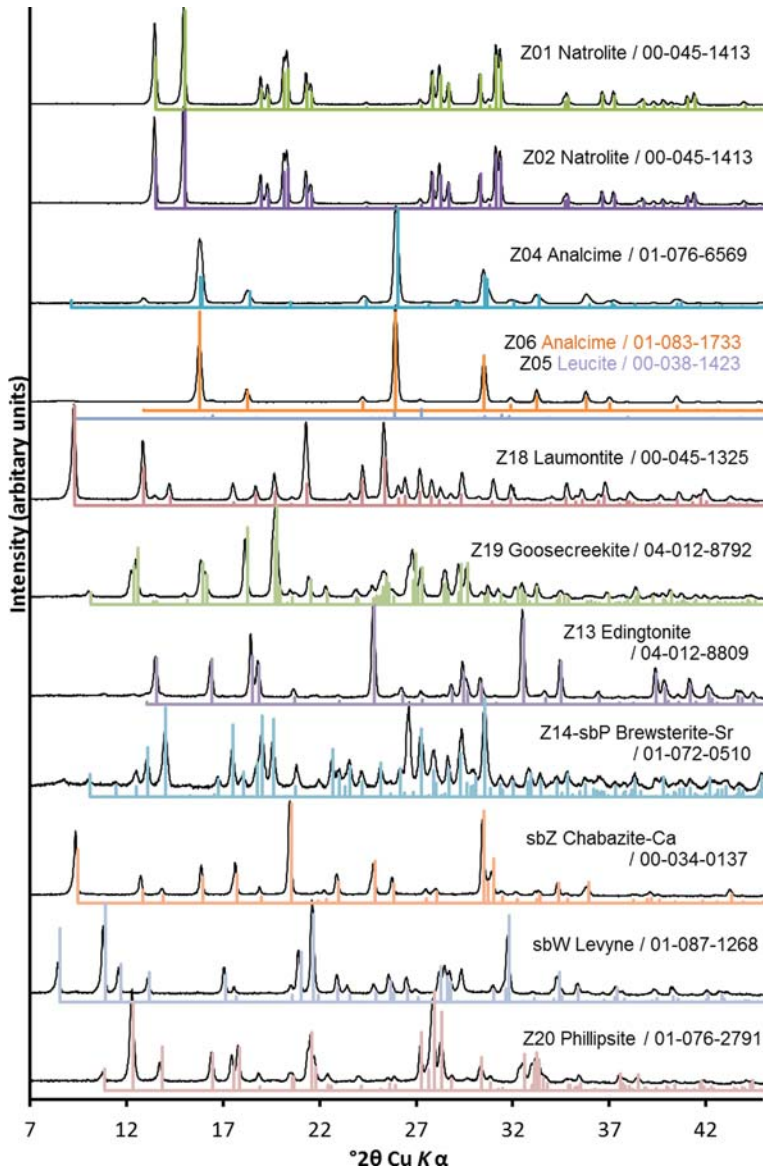 Z01 Natrolite / 00-045-1413
Z02 Natrolite / 00-045-1413
Z04 Analcime / 01-076-6569
Z06 Analcime / 01-083-1733
Z05 Leucite / 00-038-1423
Z18 Laumontite / 00-045-1325
Z19 Goosecreekite / 04-012-8792
Z13 Edingtonite
/ 04-012-8809
Z14-sbP Brewsterite-Sr
/ 01-072-0510
sbZ Chabazite-Ca
/ 00-034-0137
sbW Levyne / 01-087-1268
Z20 Phillipsite / 01-076-2791
Intensity (arbitary units)
7 12 17 22 27 32 37 42
°2θ Cu K α